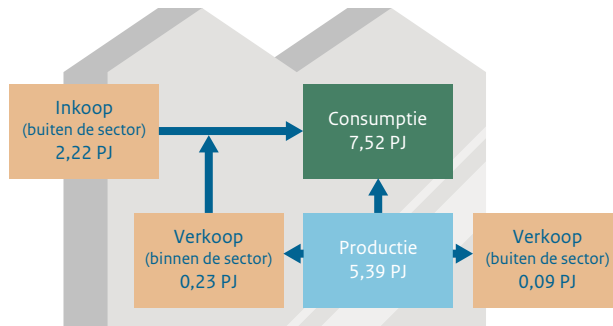 Inkoop
(buiten de sector)
2,22 PJ
Consumptie
7,52 PJ
Verkoop
(binnen de sector)
0,23 PJ
Productie
5,39 PJ
Verkoop
(buiten de sector)
0,09 PJ